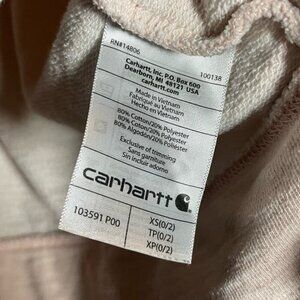 RN#14806
100138
Carhartt, Inc. P.O. Box 600
Dearborn, MI 48121 USA
carhartt.com
Made in Vietnam
Fabriqué au Vietnam
Hecho en Vietnam
80% Cotton/20% Polyester
80% Coton/20% Polyester
80% Algodón/20% Poliéster
Exclusive of trimming
Sans garniture
Sin incluir adorno
carhartt
103591 P00
XS(0/2)
TP(0/2)
XP(0/2)